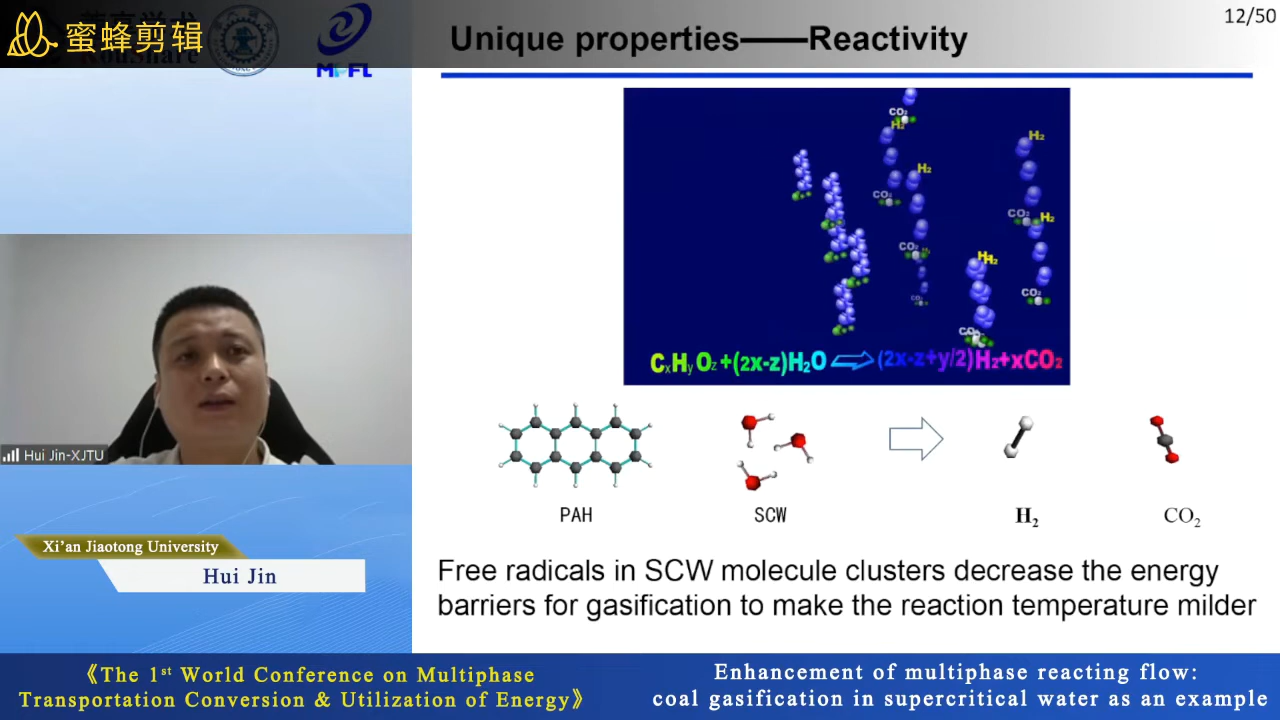 蜜蜂剪辑
KouShare
MPFL
Unique properties——Reactivity
12/50
CO2
H2
H2
CO2
CO2
H2
CO2
H2
CO2
H2
H2
CO2
CO2
CxHyOz+(2x-z)H2O ⇒ (2x-z+y/2)H2+xCO2
PAH
SCW
H2
CO2
Free radicals in SCW molecule clusters decrease the energy
barriers for gasification to make the reaction temperature milder
Hui Jin-XJTU
Xi'an Jiaotong University
Hui Jin
《The 1st World Conference on Multiphase
Transportation Conversion & Utilization of Energy》
Enhancement of multiphase reacting flow:
coal gasification in supercritical water as an example